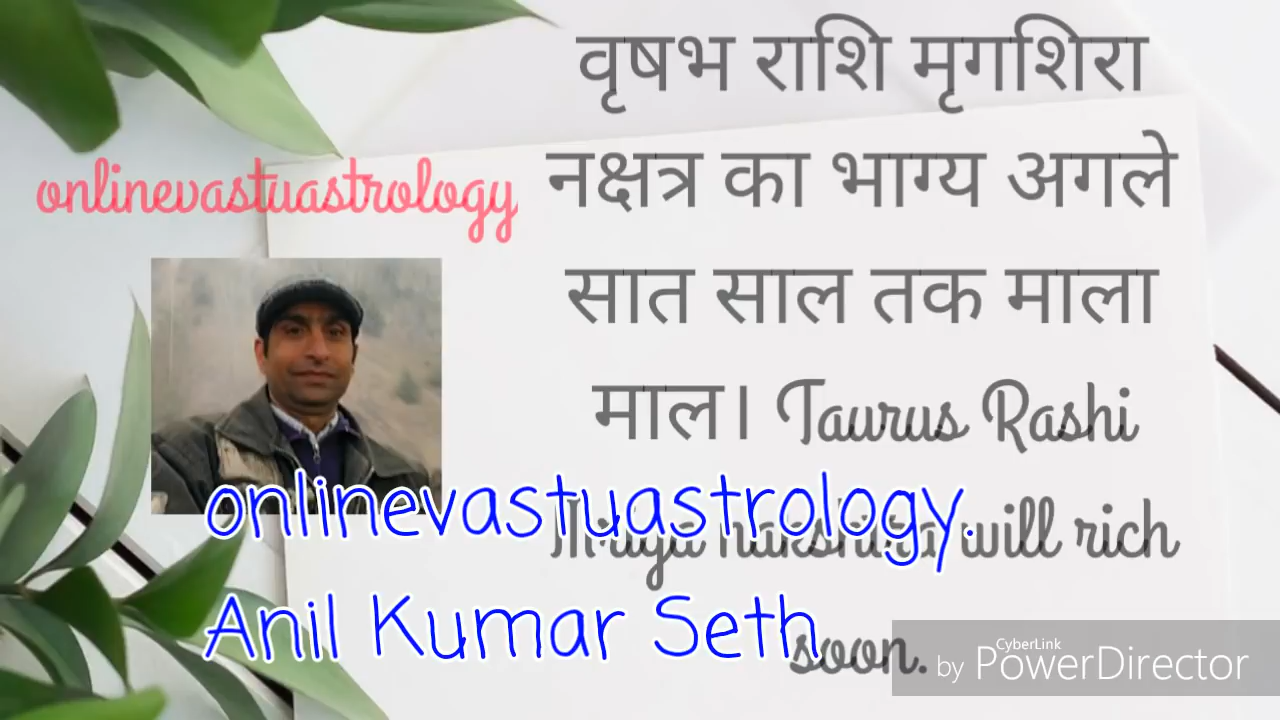 वृषभ राशि मृगशिरा
नक्षत्र का भाग्य अगले
सात साल तक माला
माल। Taurus Rashi
nakshtra will rich
soon.
onlinevastuastrology
onlinevastuastrology.
Anil Kumar Seth
CyberLink
by PowerDirector